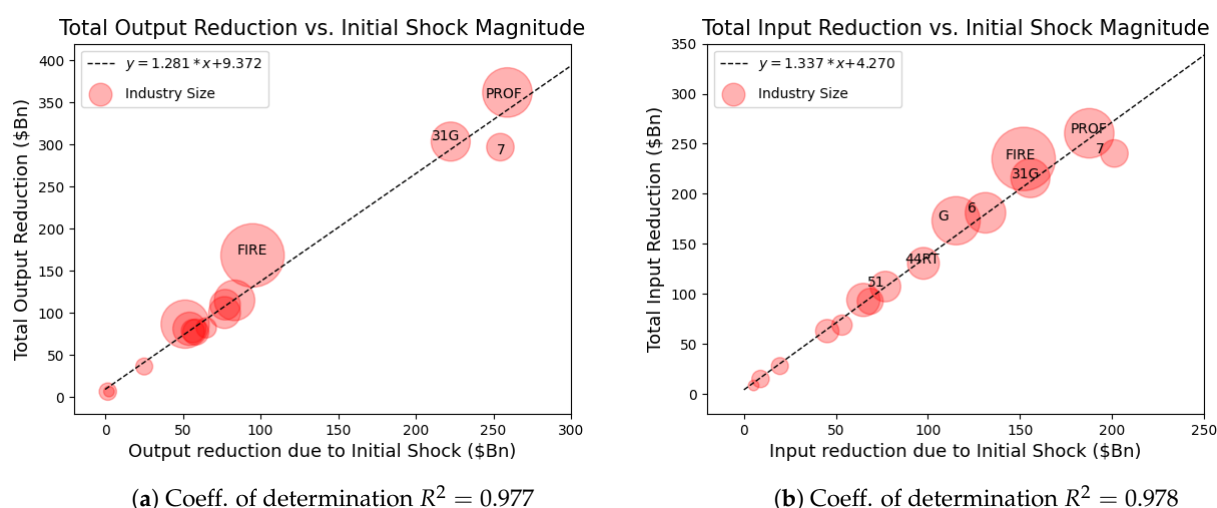 Total Output Reduction vs. Initial Shock Magnitude
Total Output Reduction ($Bn)
400
350
300
250
200
150
100
50
0
y = 1.281 * x+9.372
Industry Size
PROF
31G
7
FIRE
0 50 100 150 200 250 300
Output reduction due to Initial Shock ($Bn)
(a) Coeff. of determination R² = 0.977
Total Input Reduction vs. Initial Shock Magnitude
Total Input Reduction ($Bn)
350
300
250
200
150
100
50
0
y = 1.337 * x+4.270
Industry Size
PROF
7
FIRE
31G
6
G
44RT
51
0 50 100 150 200 250
Input reduction due to Initial Shock ($Bn)
(b) Coeff. of determination R² = 0.978